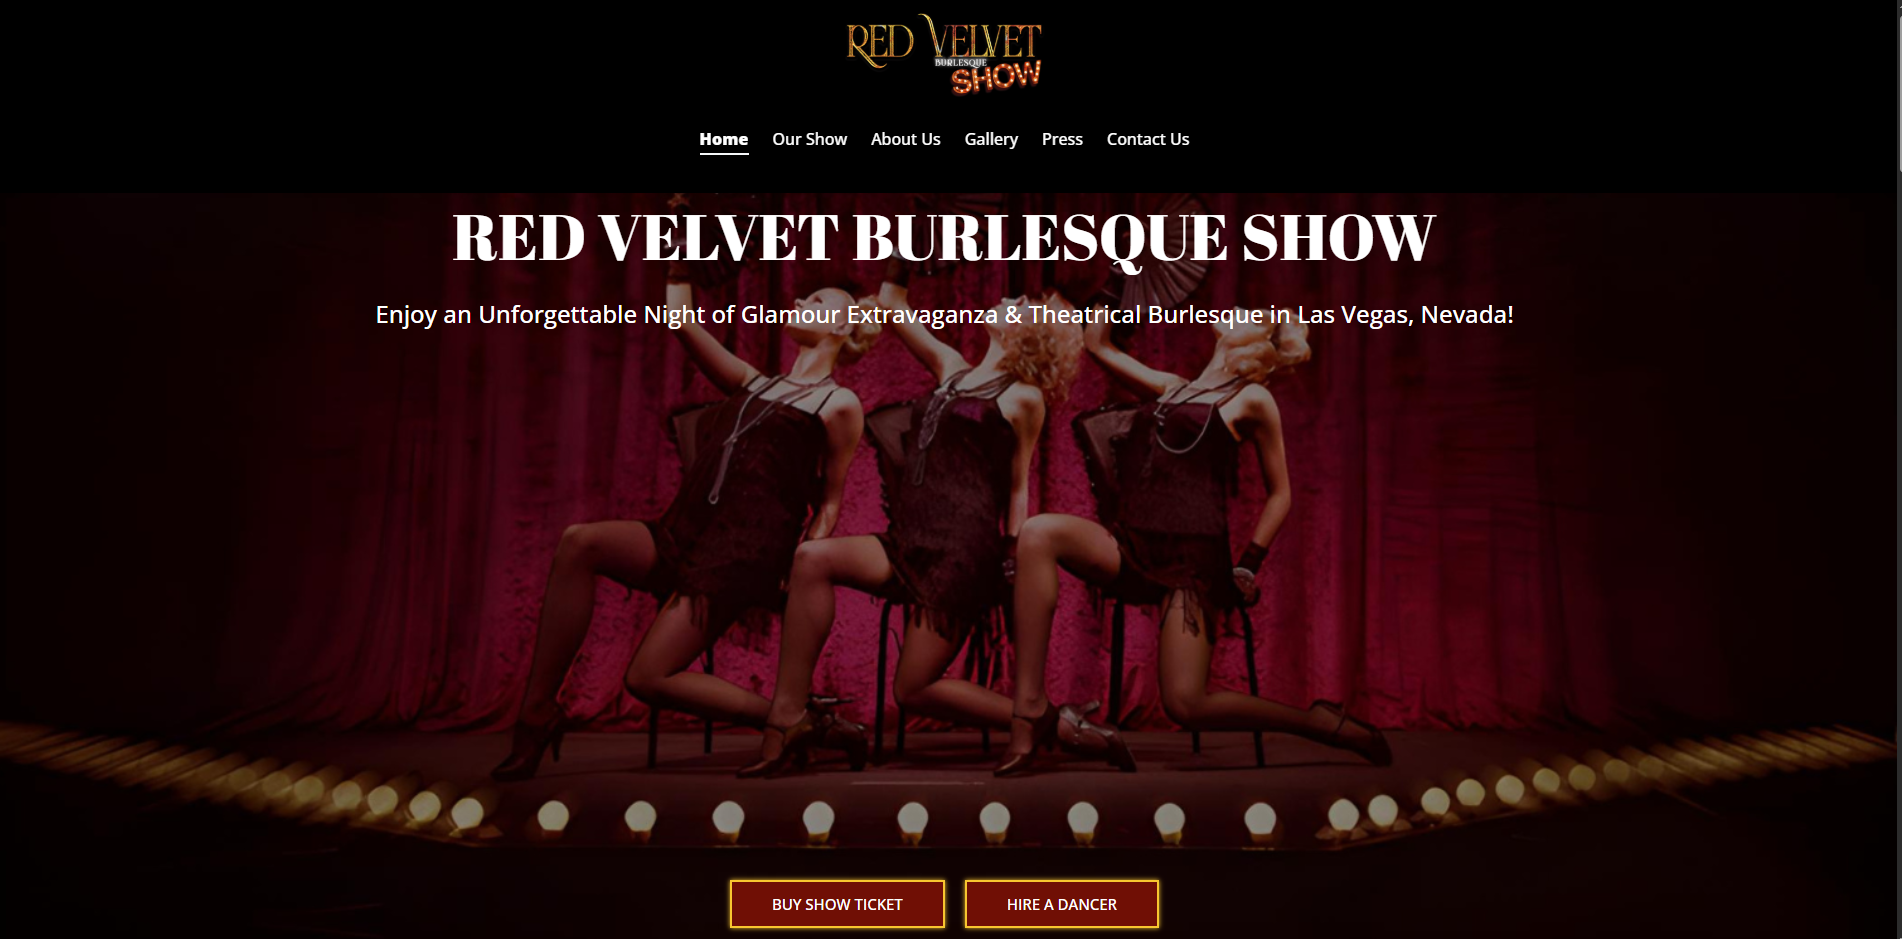 RED VELVET
BURLESQUE
SHOW
Home Our Show About Us Gallery Press Contact Us
RED VELVET BURLESQUE SHOW
Enjoy an Unforgettable Night of Glamour Extravaganza & Theatrical Burlesque in Las Vegas, Nevada!
BUY SHOW TICKET HIRE A DANCER